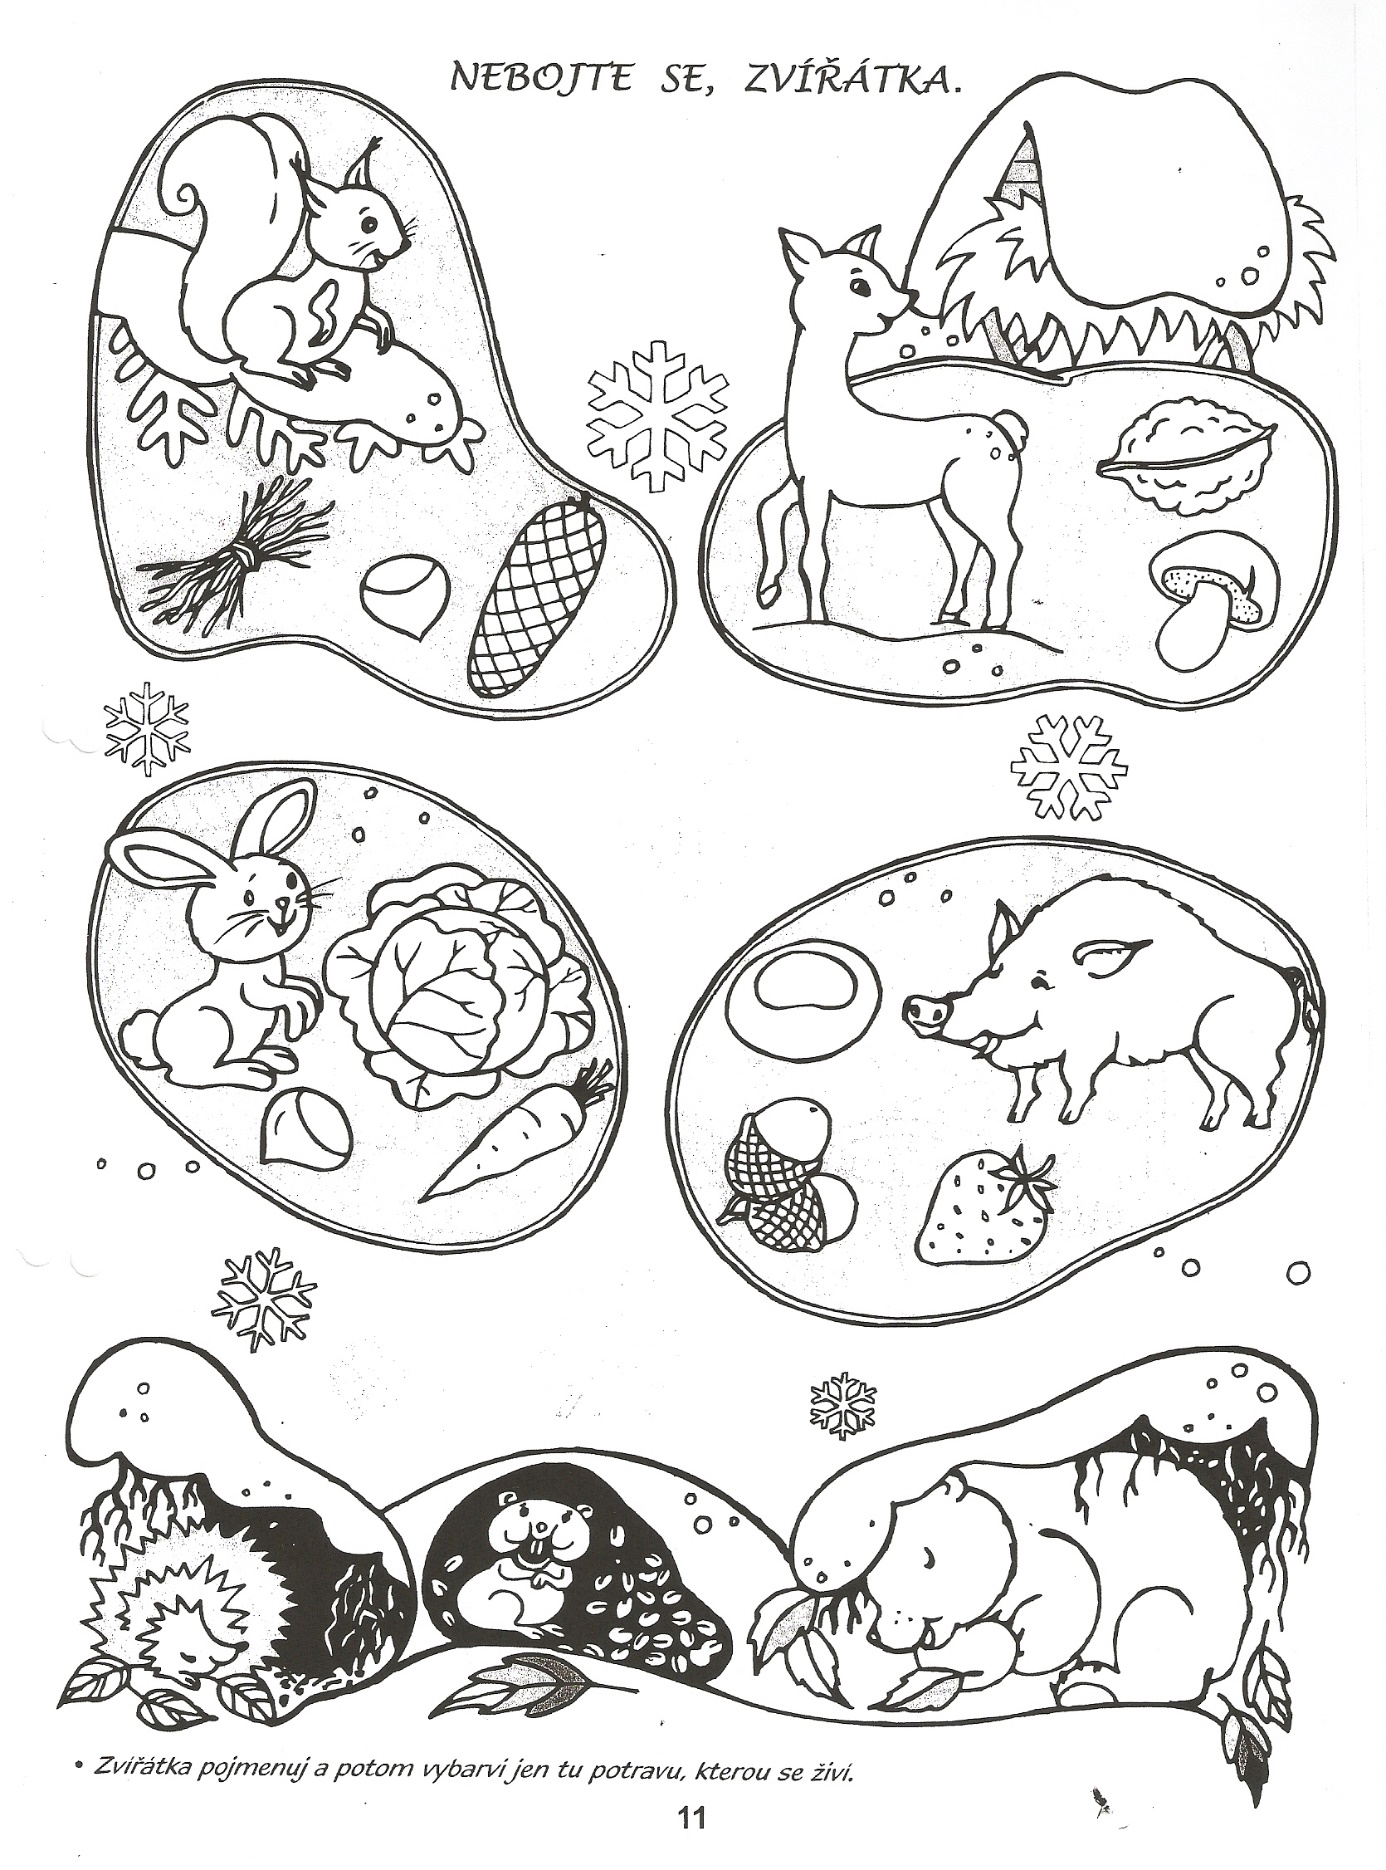 NEBOJTE SE, ZVÍŘÁTKA.
• Zvířátka pojmenuj a potom vybarvi jen tu potravu, kterou se živí.
11